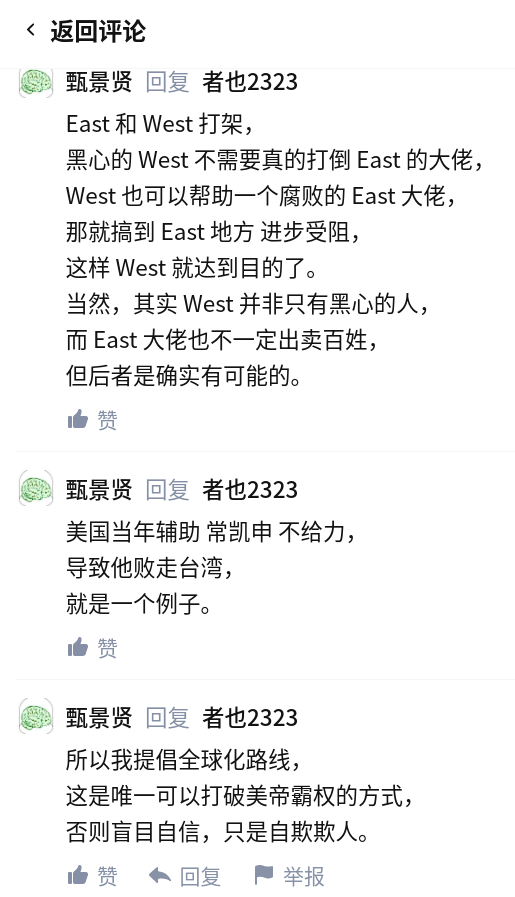 返回评论
甄景贤 回复 者也2323
East 和 West 打架，
黑心的 West 不需要真的打倒 East 的大佬，
West 也可以帮助一个腐败的 East 大佬，
那就搞到 East 地方 进步受阻，
这样 West 就达到目的了。
当然，其实 West 并非只有黑心的人，
而 East 大佬也不一定出卖百姓，
但后者是确实有可能的。
赞
甄景贤 回复 者也2323
美国当年辅助 常凯申 不给力，
导致他败走台湾，
就是一个例子。
赞
甄景贤 回复 者也2323
所以我提倡全球化路线，
这是唯一可以打破美帝霸权的方式，
否则盲目自信，只是自欺欺人。
赞 回复 举报